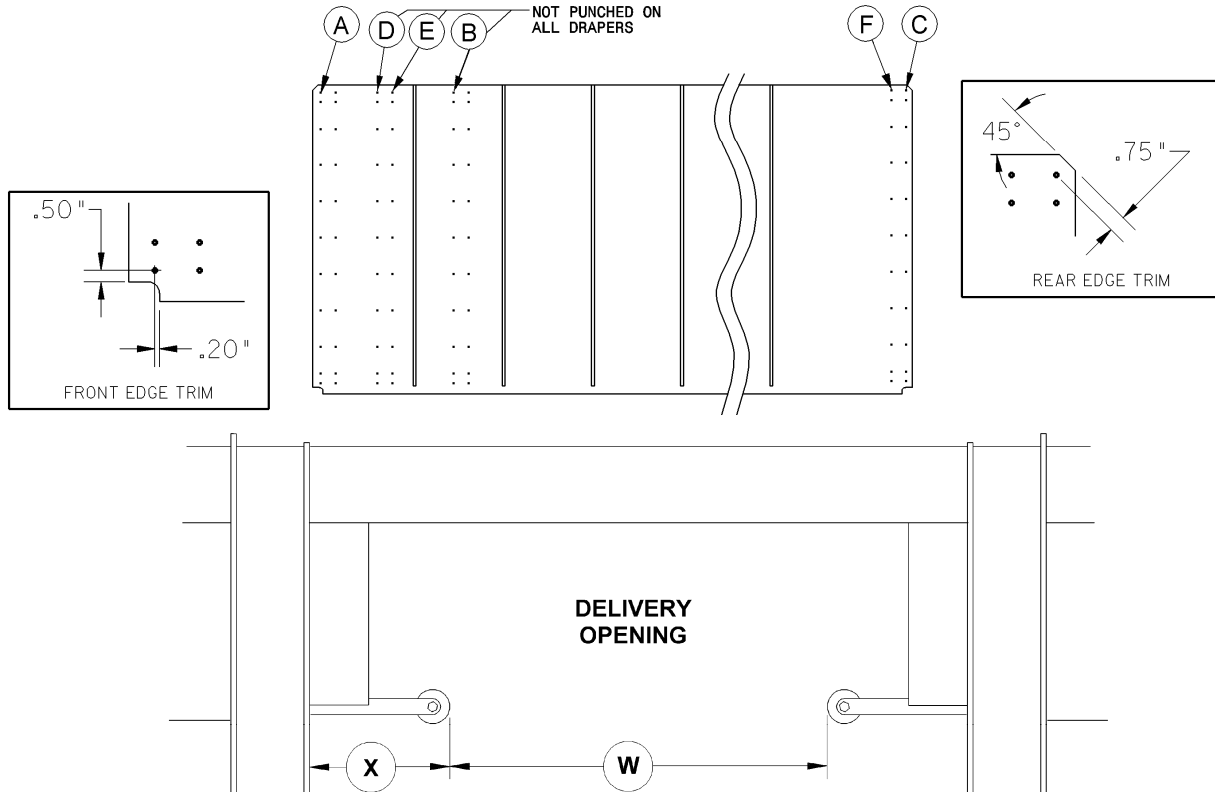 NOT PUNCHED ON
ALL DRAPERS
A
D
E
B
F
C
.50"
.20"
FRONT EDGE TRIM
45°
.75"
REAR EDGE TRIM
DELIVERY
OPENING
X
W